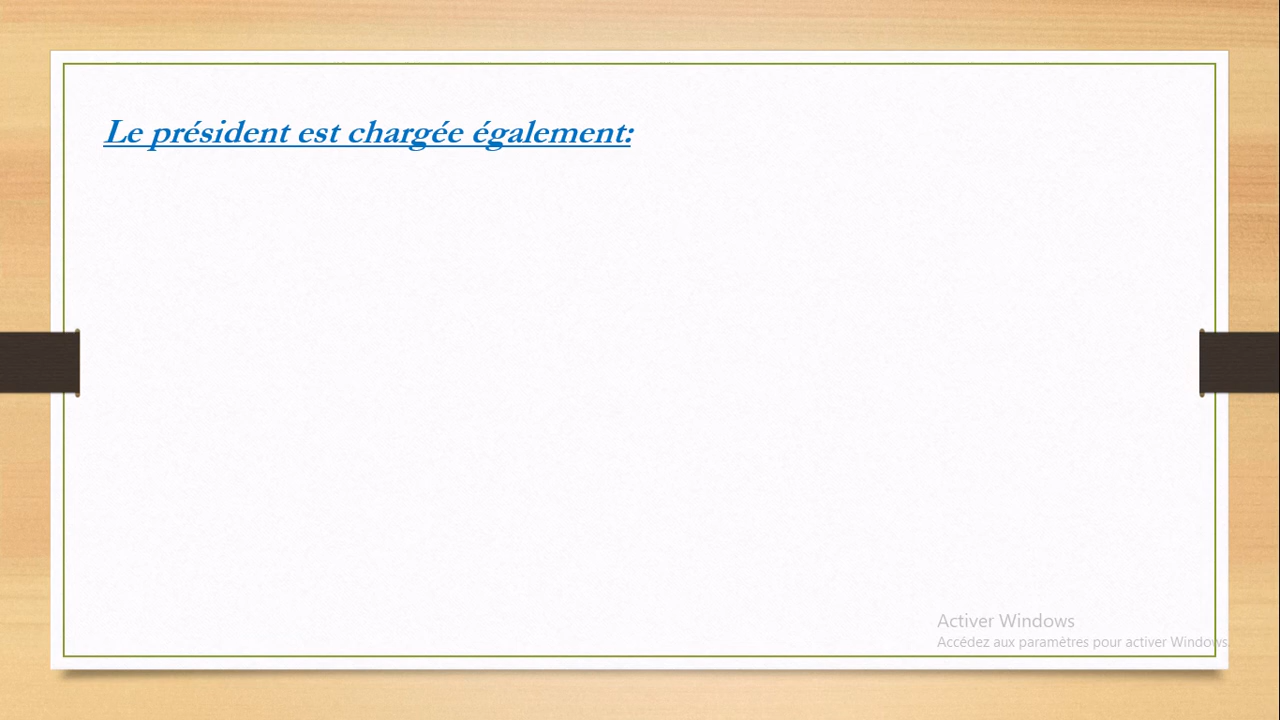 Le président est chargée également:
Activer Windows
Accédez aux paramètres pour activer Windows.